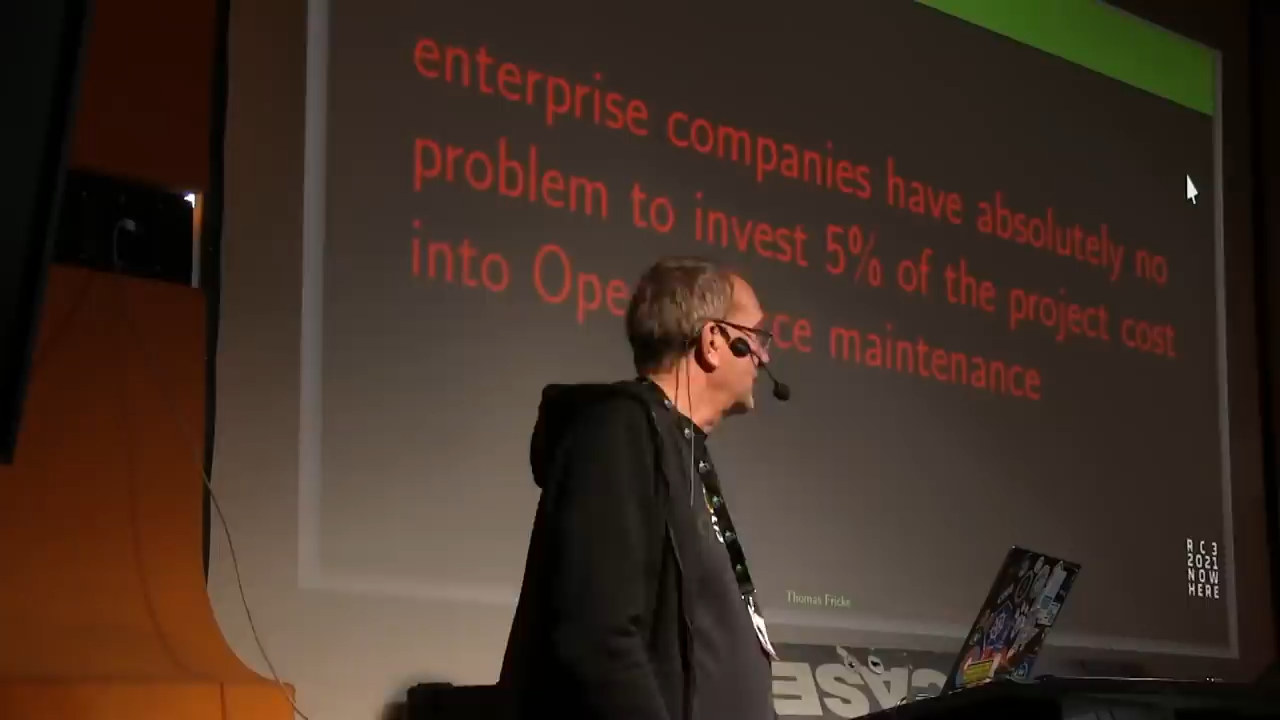 enterprise companies have absolutely no
problem to invest 5% of the project cost
into Ope ce maintenance
Thomas Fricke
RC3
2021
NOW
HERE
CASE